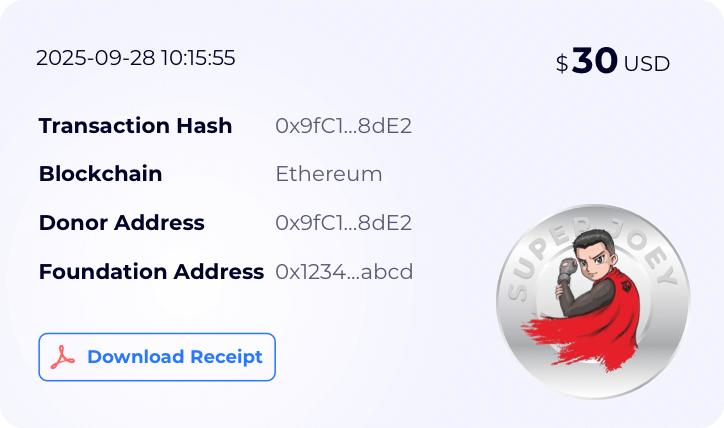 2025-09-28 10:15:55
$30 USD
Transaction Hash 0x9fC1...8dE2
Blockchain Ethereum
Donor Address 0x9fC1...8dE2
Foundation Address 0x1234...abcd
SUPER JOEY
Download Receipt